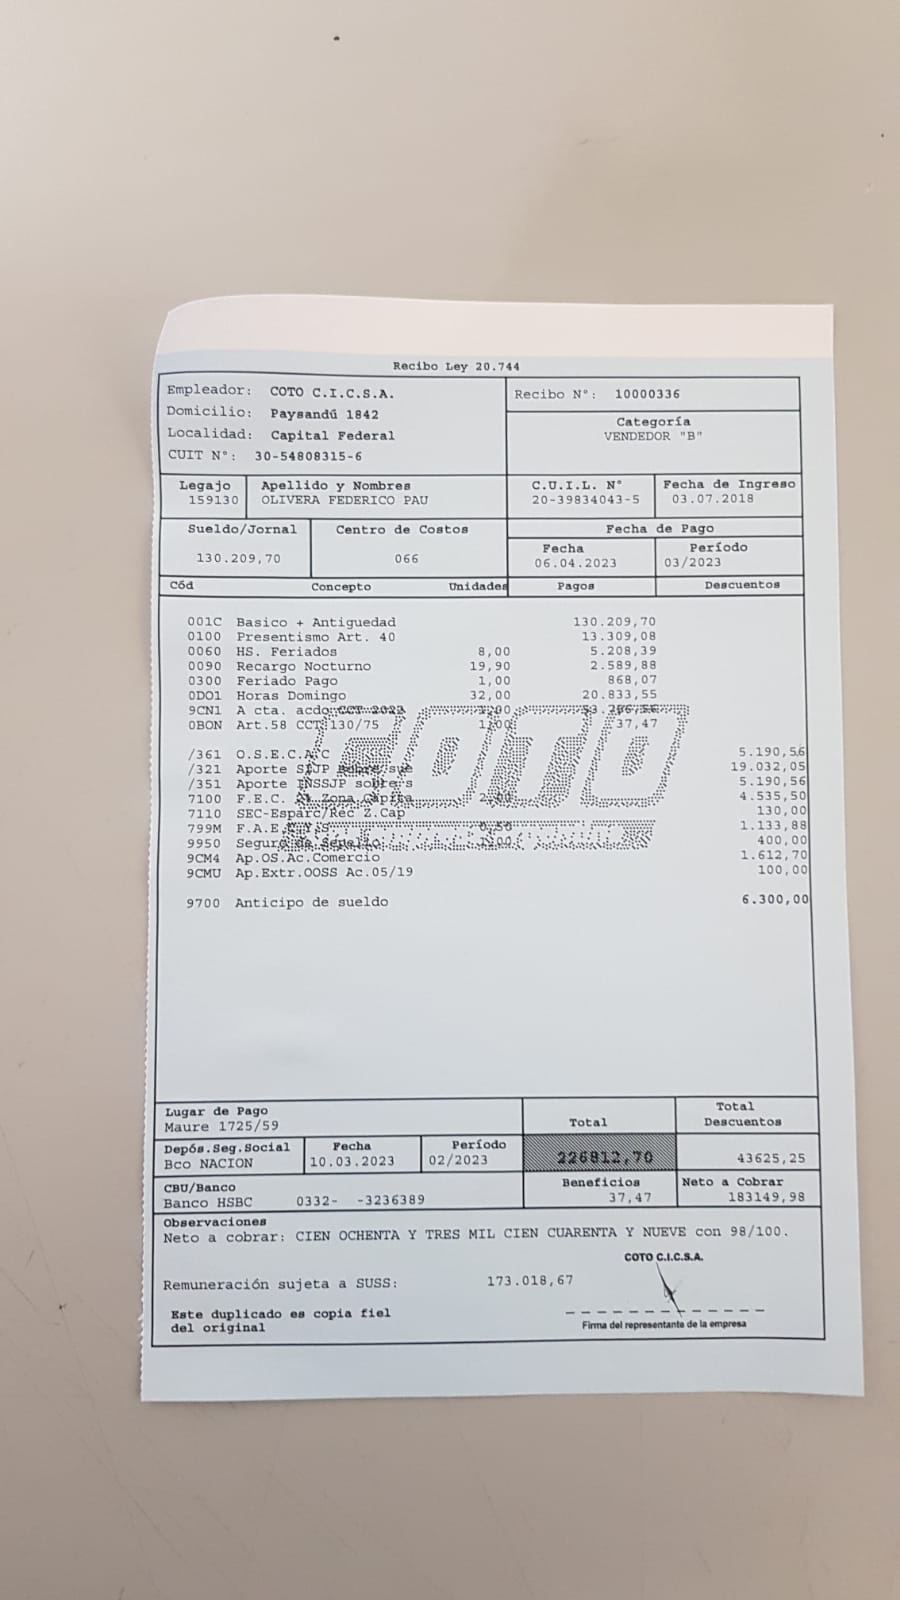 Recibo Ley 20.744
Empleador: COTO C.I.C.S.A.
Domicilio: Paysandú 1842
Localidad: Capital Federal
CUIT N°: 30-54808315-6
Recibo N°: 10000336
Categoría
VENDEDOR "B"
Legajo Apellido y Nombres C.U.I.L. N° Fecha de Ingreso
159130 OLIVERA FEDERICO PAU 20-39834043-5 03.07.2018
Sueldo/Jornal Centro de Costos Fecha de Pago
Fecha Período
130.209,70 066 06.04.2023 03/2023
Cód Concepto Unidades Pagos Descuentos
001C Basico + Antiguedad 130.209,70
0100 Presentismo Art. 40 13.309,08
0060 HS. Feriados 8,00 5.208,39
0090 Recargo Nocturno 19,90 2.589,88
0300 Feriado Pago 1,00 868,07
0DO1 Horas Domingo 32,00 20.833,55
9CN1 A cta. acdo CCT 2023
0BON Art.58 CCT 130/75 1,00 37,47
COTO
/361 O.S.E.C.A.C 5.190,56
/321 Aporte SIJP sobre sue 19.032,05
/351 Aporte INSSJP sobre s 5.190,56
7100 F.E.C. Zona Capita 2,00 4.535,50
7110 SEC-Esparc/Rec Z.Cap 130,00
799M F.A.E.C Y S 0,50 1.133,88
9950 Seguro de Sepelio 1,00 400,00
9CM4 Ap.OS.Ac.Comercio 1.612,70
9CMU Ap.Extr.OOSS Ac.05/19 100,00
9700 Anticipo de sueldo 6.300,00
Lugar de Pago
Maure 1725/59
Total
Total Descuentos
Depós.Seg.Social Fecha Período
Bco NACION 10.03.2023 02/2023
226812,70 43625,25
CBU/Banco Beneficios Neto a Cobrar
Banco HSBC 0332- -3236389 37,47 183149,98
Observaciones
Neto a cobrar: CIEN OCHENTA Y TRES MIL CIEN CUARENTA Y NUEVE con 98/100.
COTO C.I.C.S.A.
Remuneración sujeta a SUSS: 173.018,67
Este duplicado es copia fiel
del original
Firma del representante de la empresa